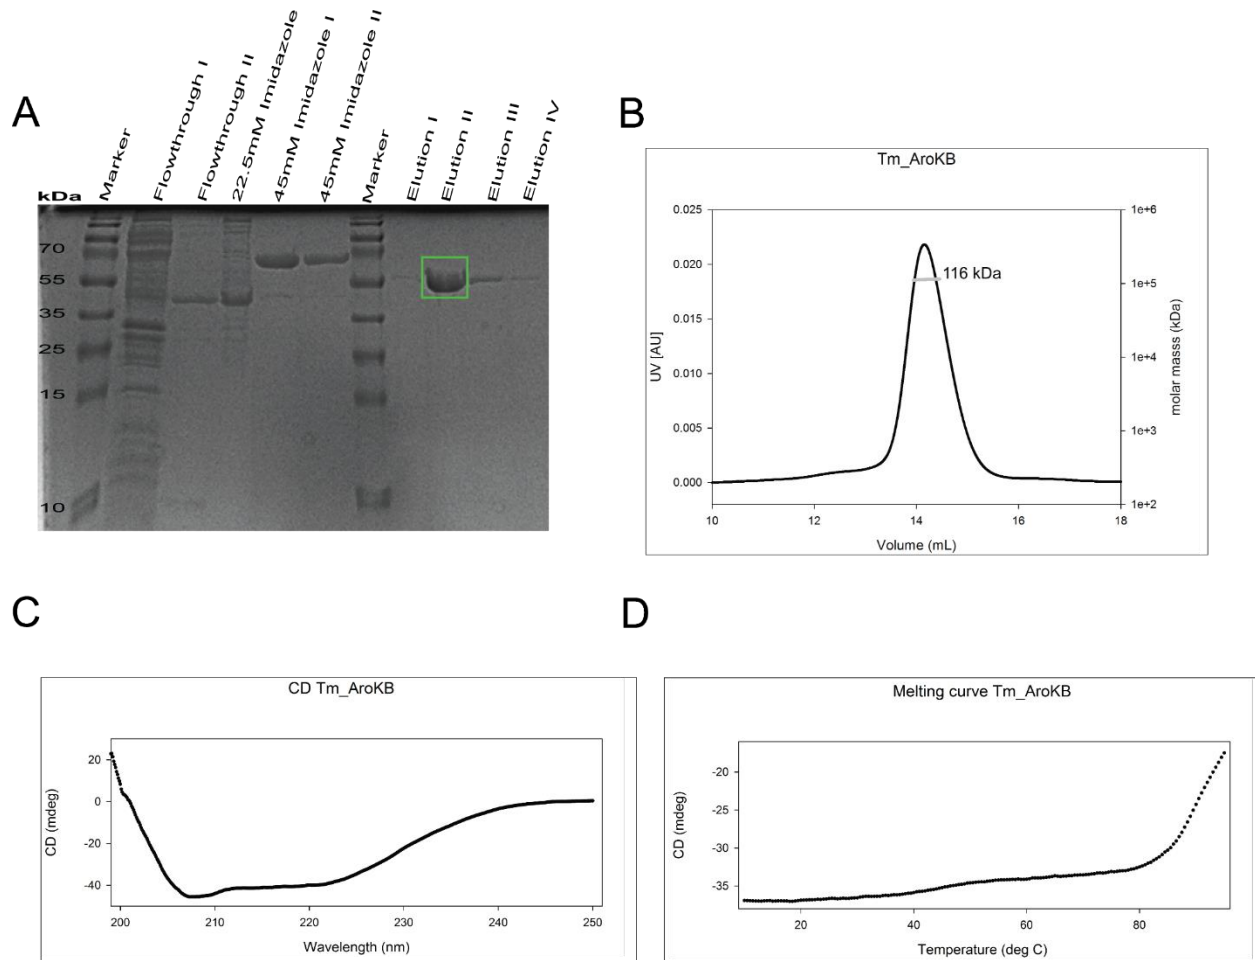 A
kDa
Marker
Flowthrough I
Flowthrough II
22.5mM Imidazole
45mM Imidazole I
45mM Imidazole II
Marker
Elution I
Elution II
Elution III
Elution IV
70
55
35
25
15
10
B
Tm_AroKB
0.025
0.020
0.015
0.010
0.005
0.000
UV [AU]
116 kDa
1e+6
1e+5
1e+4
1e+3
1e+2
molar masss (kDa)
10 12 14 16 18
Volume (mL)
C
CD Tm_AroKB
20
0
-20
-40
CD (mdeg)
200 210 220 230 240 250
Wavelength (nm)
D
Melting curve Tm_AroKB
-20
-25
-30
-35
CD (mdeg)
20 40 60 80
Temperature (deg C)